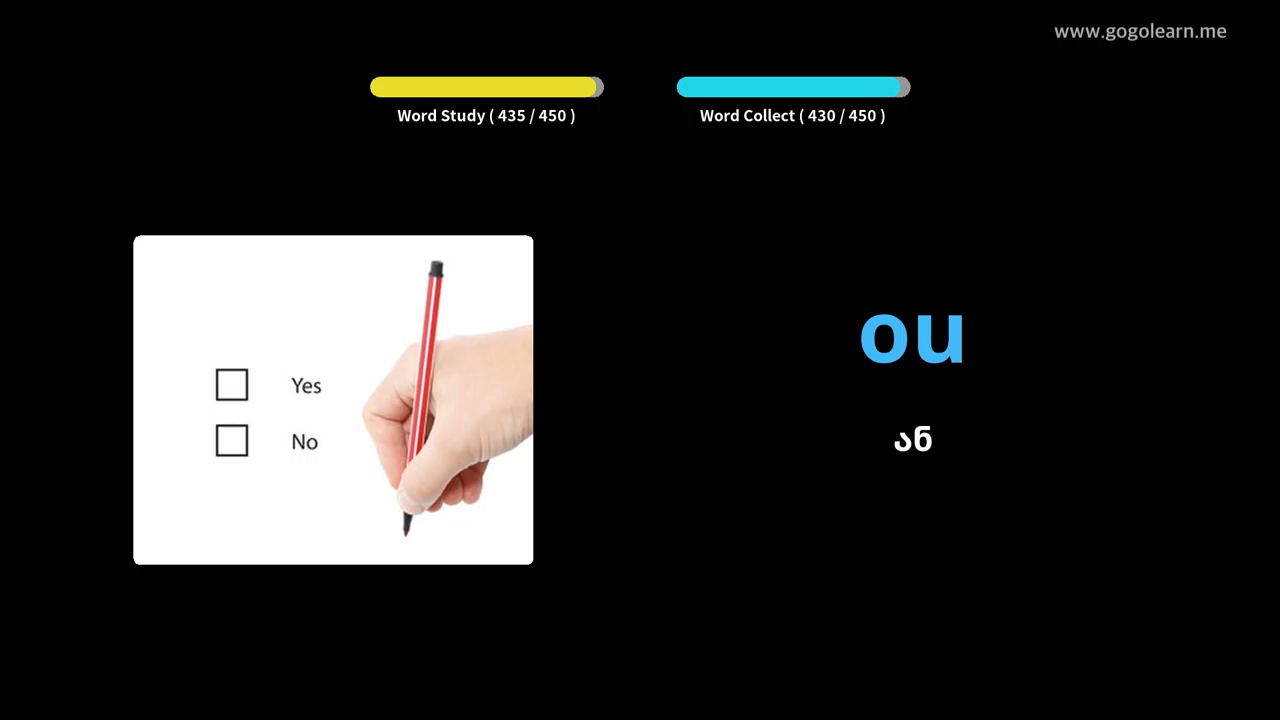 www.gogolearn.me
Word Study ( 435 / 450 )
Word Collect ( 430 / 450 )
Yes
No
ou
ან